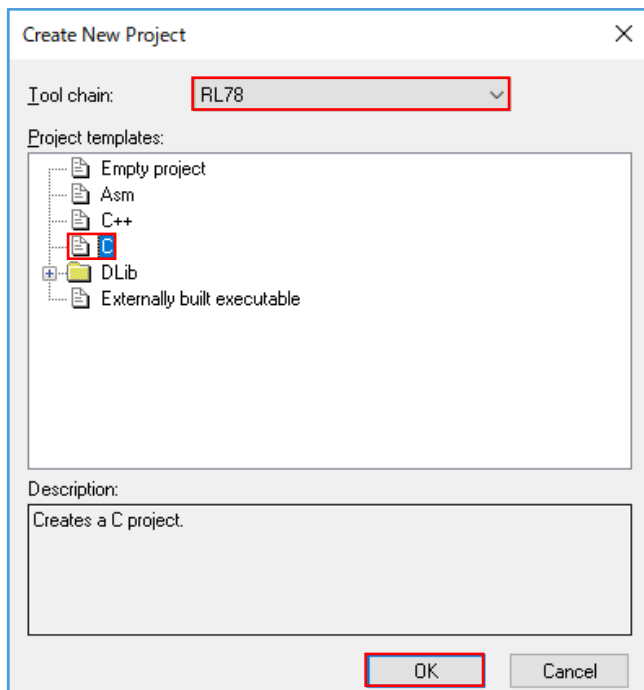 Create New Project
Tool chain: RL78
Project templates:
Empty project
Asm
C++
C
DLib
Externally built executable
Description:
Creates a C project.
OK Cancel